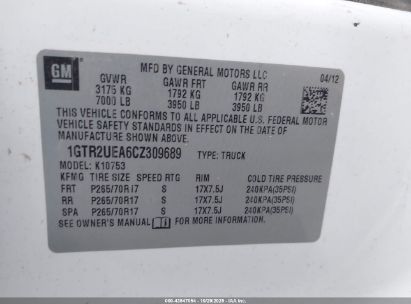 GM
MFD BY GENERAL MOTORS LLC
04/12
GVWR GAWR FRT GAWR RR
3175 KG 1792 KG 1792 KG
7000 LB 3950 LB 3950 LB
THIS VEHICLE CONFORMS TO ALL APPLICABLE U.S.
FEDERAL MOTOR VEHICLE SAFETY STANDARDS
IN EFFECT ON THE DATE OF
MANUFACTURE SHOWN ABOVE.
1GTR2UEA6CZ309689 TYPE: TRUCK
MODEL: K10753
TIRE SIZE SPEED RTG RIM COLD TIRE PRESSURE
FRT P265/70R17 S 17X7.5J 240KPA(35PSI)
RR P265/70R17 S 17X7.5J 240KPA(35PSI)
SPA P265/70R17 S 17X7.5J 240KPA(35PSI)
SEE OWNER'S MANUAL FOR MORE INFORMATION.